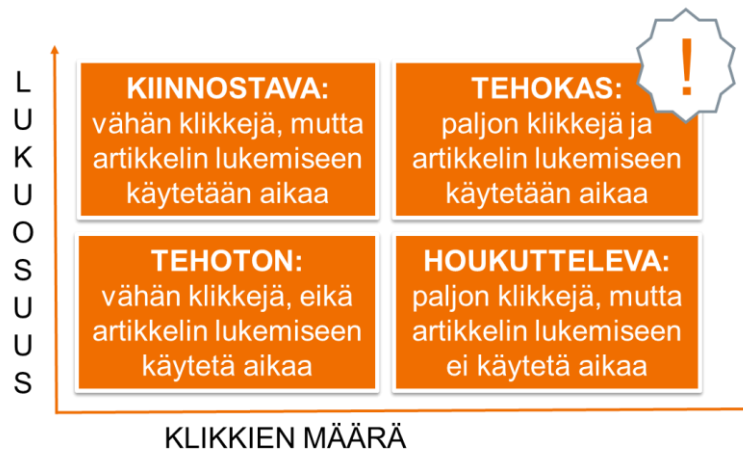 LUKUOSUUS
KIINNOSTAVA:
vähän klikkejä, mutta
artikkelin lukemiseen
käytetään aikaa
TEHOKAS:
paljon klikkejä ja
artikkelin lukemiseen
käytetään aikaa
!
TEHOTON:
vähän klikkejä, eikä
artikkelin lukemiseen
käytetä aikaa
HOUKUTTELEVA:
paljon klikkejä, mutta
artikkelin lukemiseen
ei käytetä aikaa
KLIKKIEN MÄÄRÄ